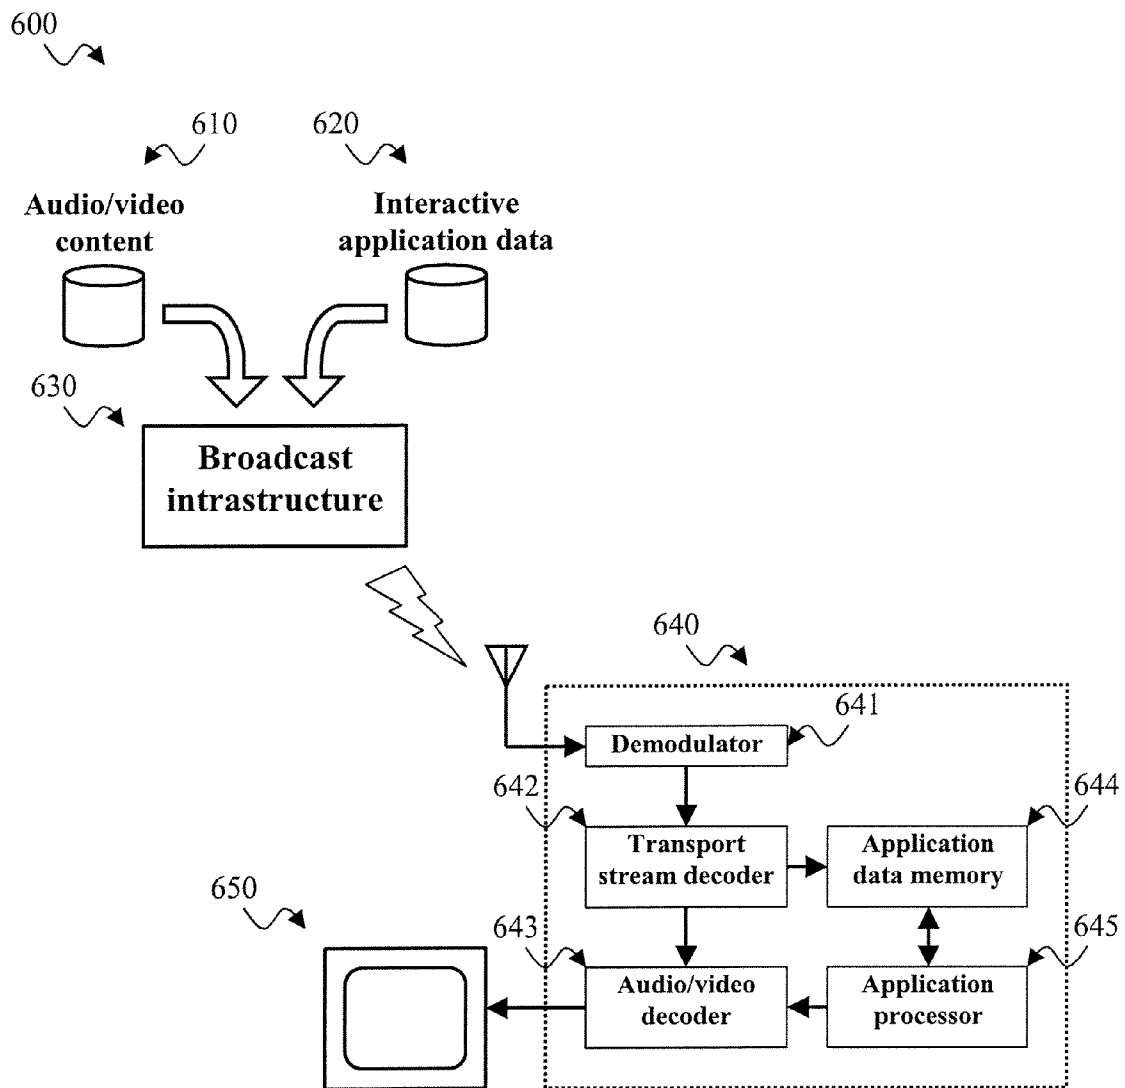 600
610
620
Audio/video
content
Interactive
application data
630
Broadcast
intrastructure
640
641
Demodulator
642
644
Transport
stream decoder
Application
data memory
650
643
645
Audio/video
decoder
Application
processor